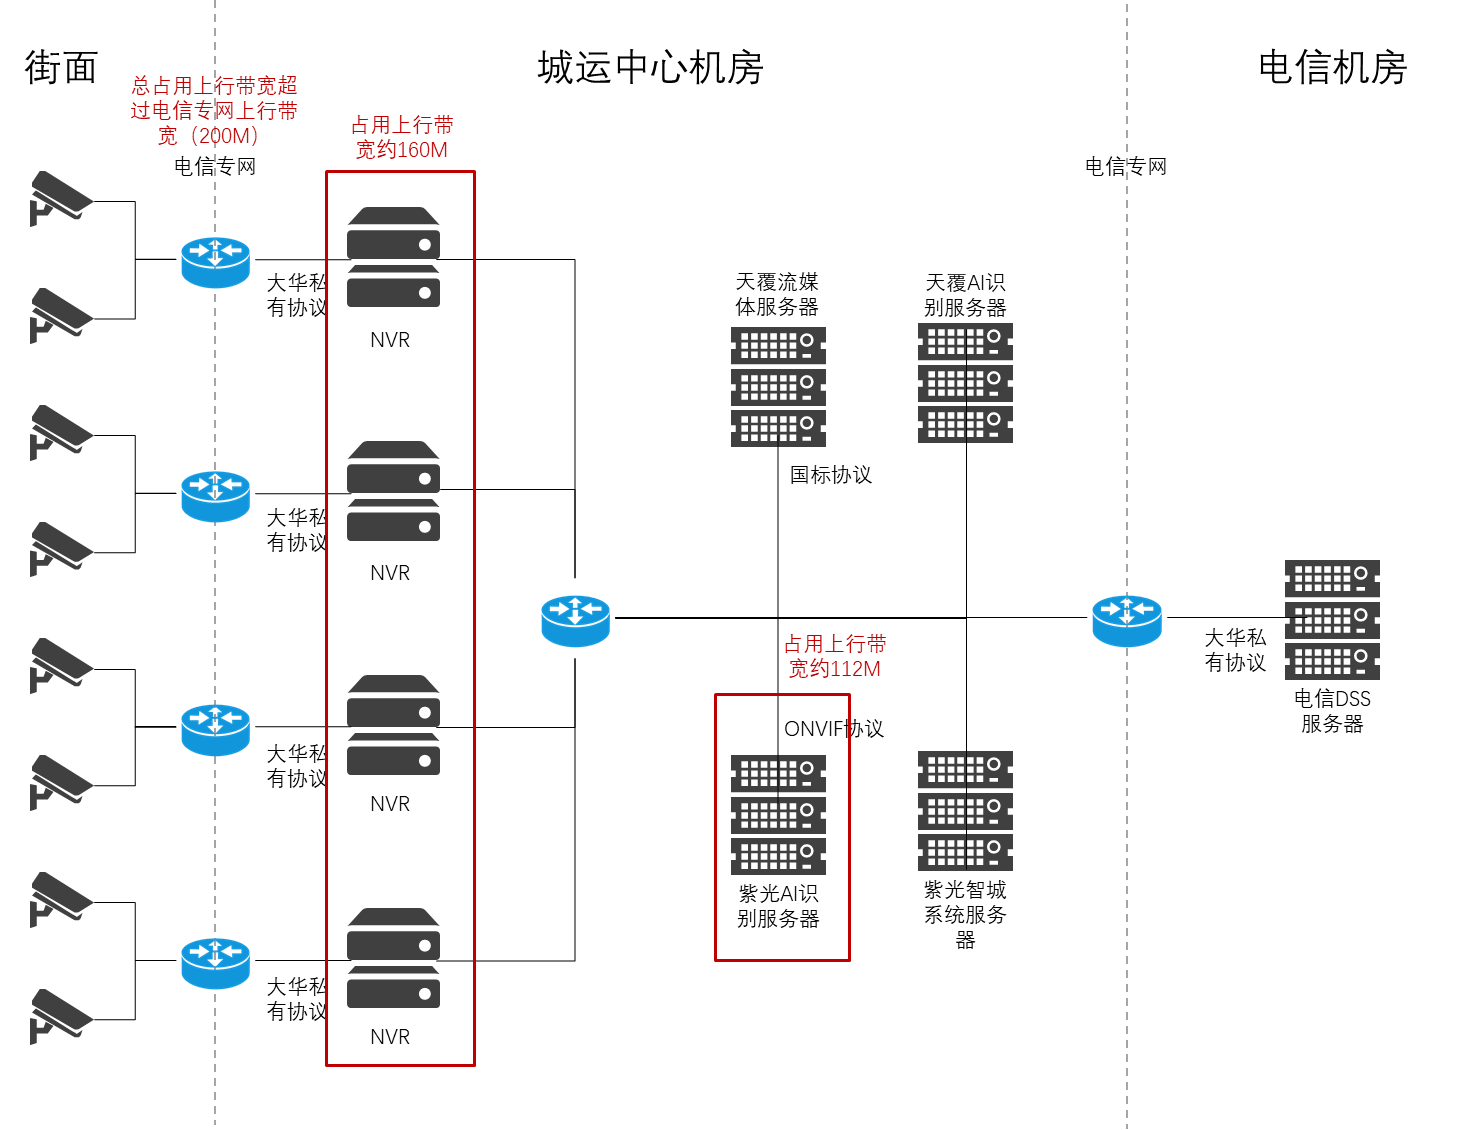 街面
城运中心机房
电信机房
总占用上行带宽超
过电信专网上行带
宽（200M）
电信专网
占用上行带
宽约160M
电信专网
大华私
有协议
NVR
天覆流媒
体服务器
天覆AI识
别服务器
国标协议
大华私
有协议
NVR
占用上行带
宽约112M
大华私
有协议
电信DSS
服务器
ONVIF协议
大华私
有协议
NVR
紫光AI识
别服务器
紫光智城
系统服务
器
大华私
有协议
NVR